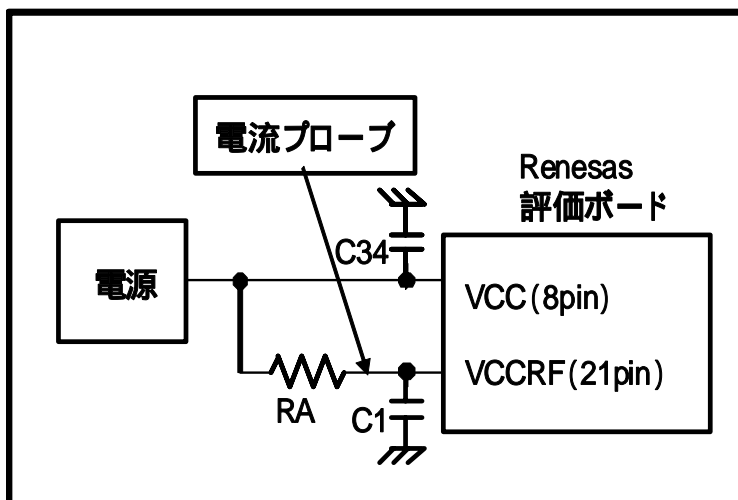 電流プローブ
Renesas
評価ボード
C34
電源
VCC(8pin)
VCCRF(21pin)
RA
C1